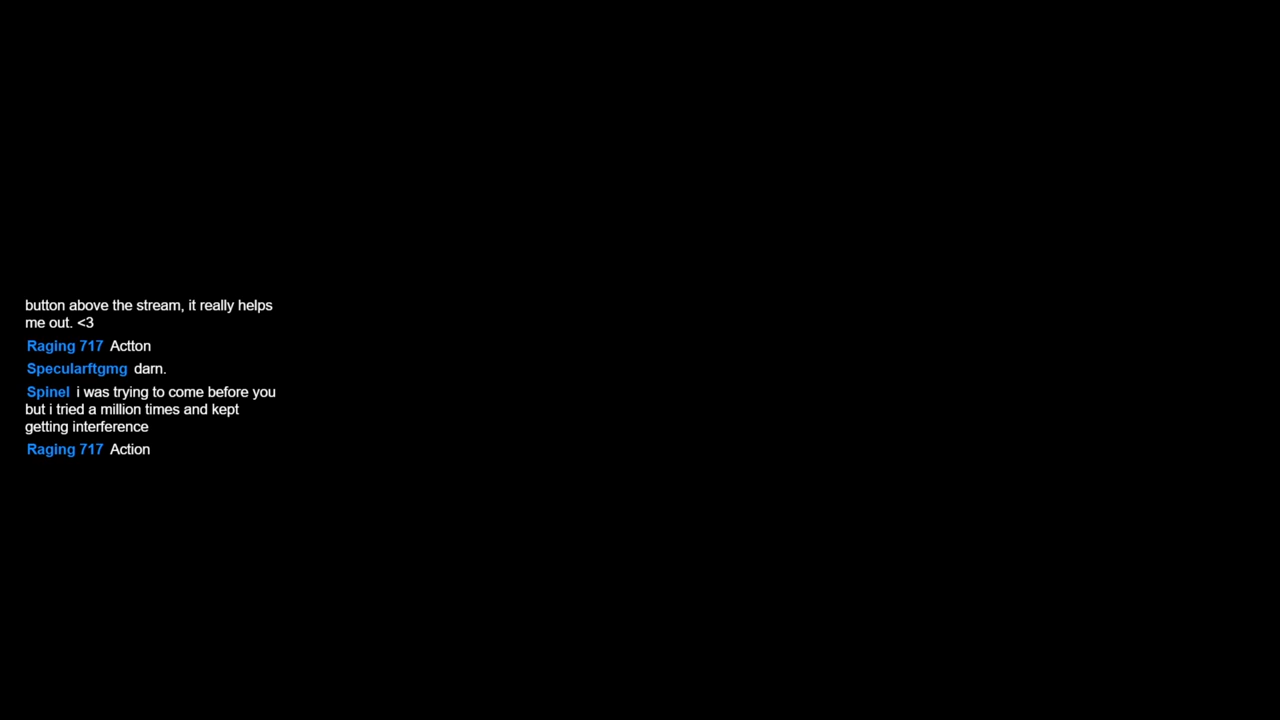 button above the stream, it really helps
me out. <3
Raging 717 Actton
Specularftgmg darn.
Spinel i was trying to come before you
but i tried a million times and kept
getting interference
Raging 717 Action